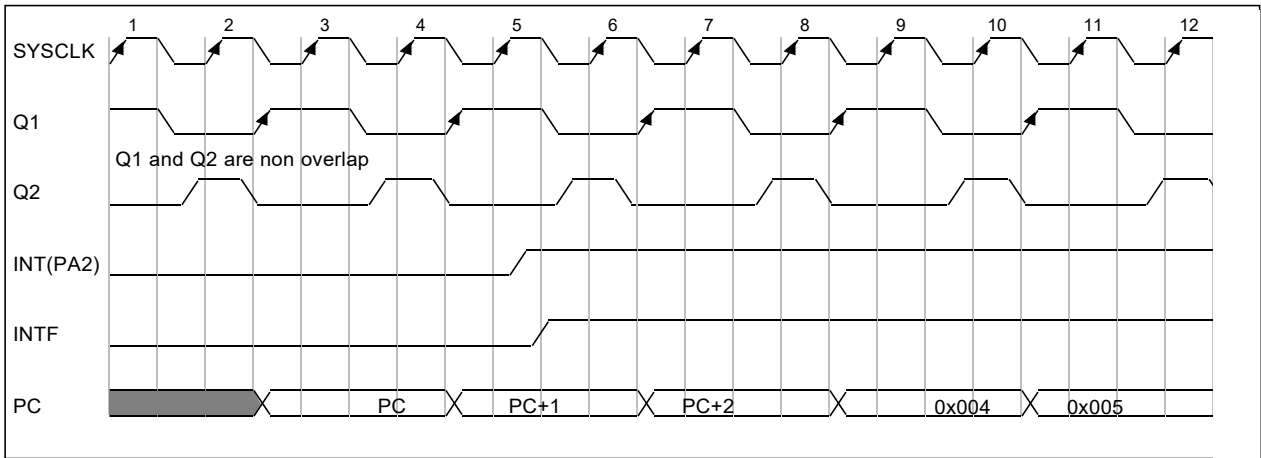 1 2 3 4 5 6 7 8 9 10 11 12
SYSCLK
Q1
Q1 and Q2 are non overlap
Q2
INT(PA2)
INTF
PC PC PC+1 PC+2 0x004 0x005